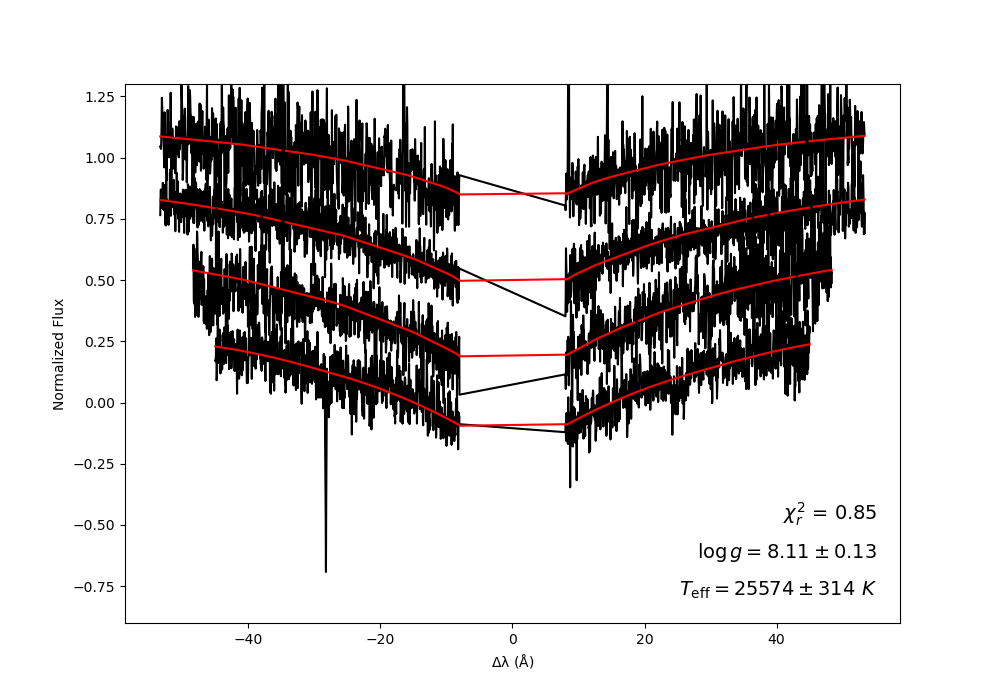 1.25
1.00
0.75
0.50
0.25
0.00
−0.25
−0.50
−0.75
Normalized Flux
χ²ᵣ = 0.85
log g = 8.11 ± 0.13
T_eff = 25574 ± 314 K
−40 −20 0 20 40
Δλ (Å)